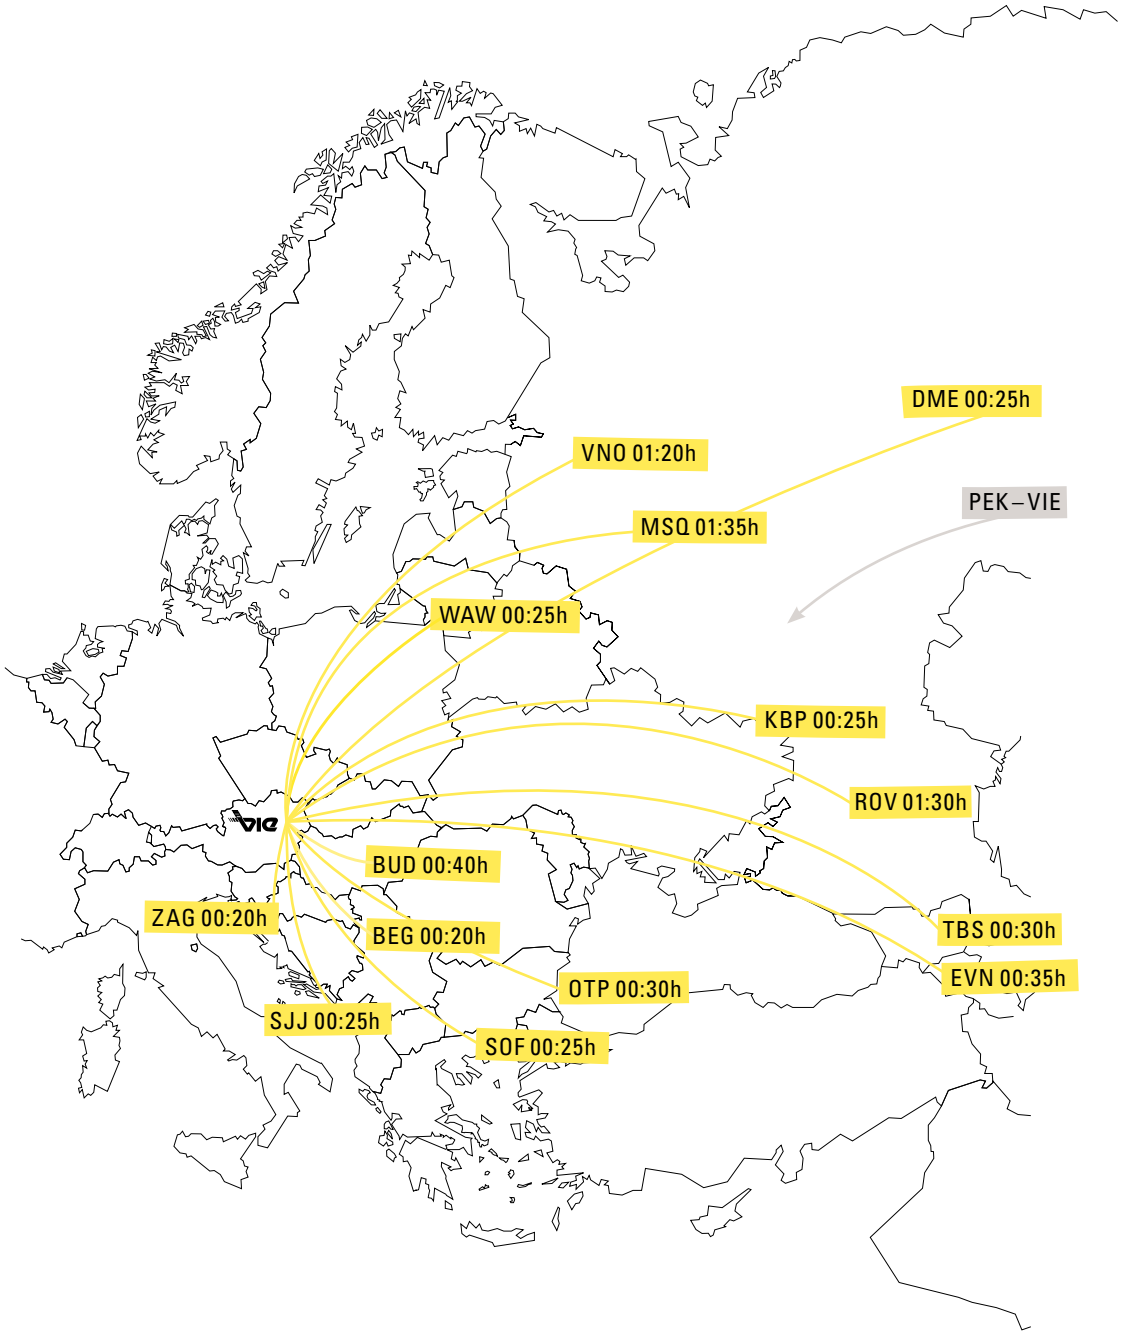 DME 00:25h
VNO 01:20h
PEK–VIE
MSQ 01:35h
WAW 00:25h
KBP 00:25h
ROV 01:30h
VIE
BUD 00:40h
ZAG 00:20h
BEG 00:20h
TBS 00:30h
EVN 00:35h
OTP 00:30h
SJJ 00:25h
SOF 00:25h